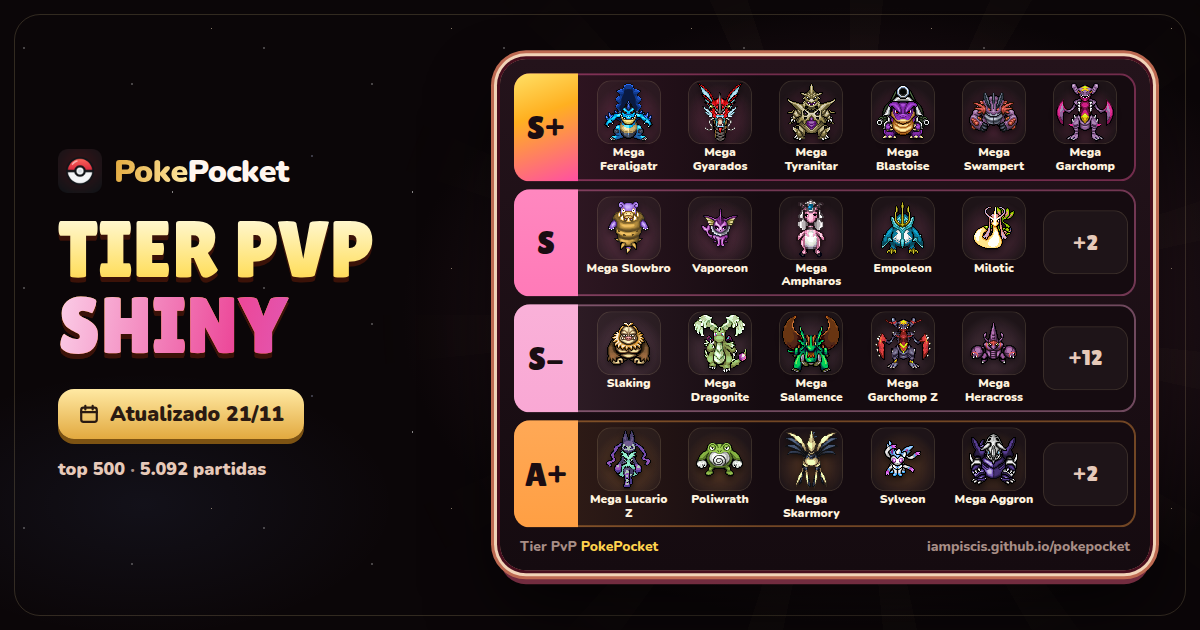 PokePocket
TIER PVP
SHINY
Atualizado 21/11
top 500 · 5.092 partidas
S+
Mega Feraligatr
Mega Gyarados
Mega Tyranitar
Mega Blastoise
Mega Swampert
Mega Garchomp
S
Mega Slowbro
Vaporeon
Mega Ampharos
Empoleon
Milotic
+2
S−
Slaking
Mega Dragonite
Mega Salamence
Mega Garchomp Z
Mega Heracross
+12
A+
Mega Lucario Z
Poliwrath
Mega Skarmory
Sylveon
Mega Aggron
+2
Tier PvP PokePocket
iampiscis.github.io/pokepocket